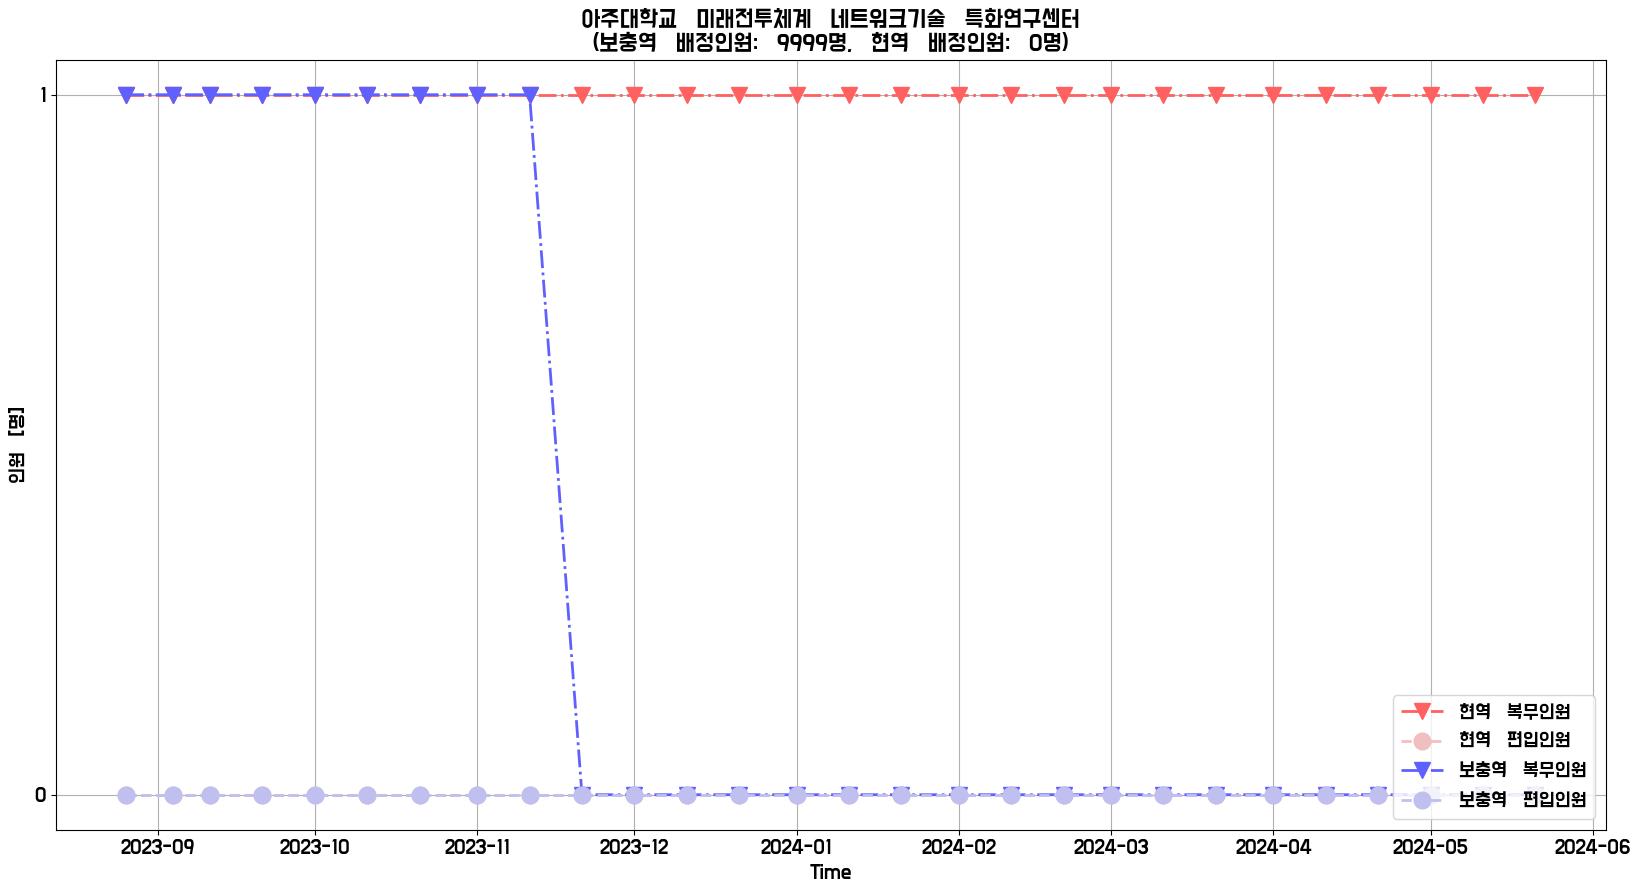 아주대학교 미래전투체계 네트워크기술 특화연구센터
(보충역 배정인원: 9999명, 현역 배정인원: 0명)
1
인원 [명]
0
현역 복무인원
현역 편입인원
보충역 복무인원
보충역 편입인원
2023-09 2023-10 2023-11 2023-12 2024-01 2024-02 2024-03 2024-04 2024-05 2024-06
Time